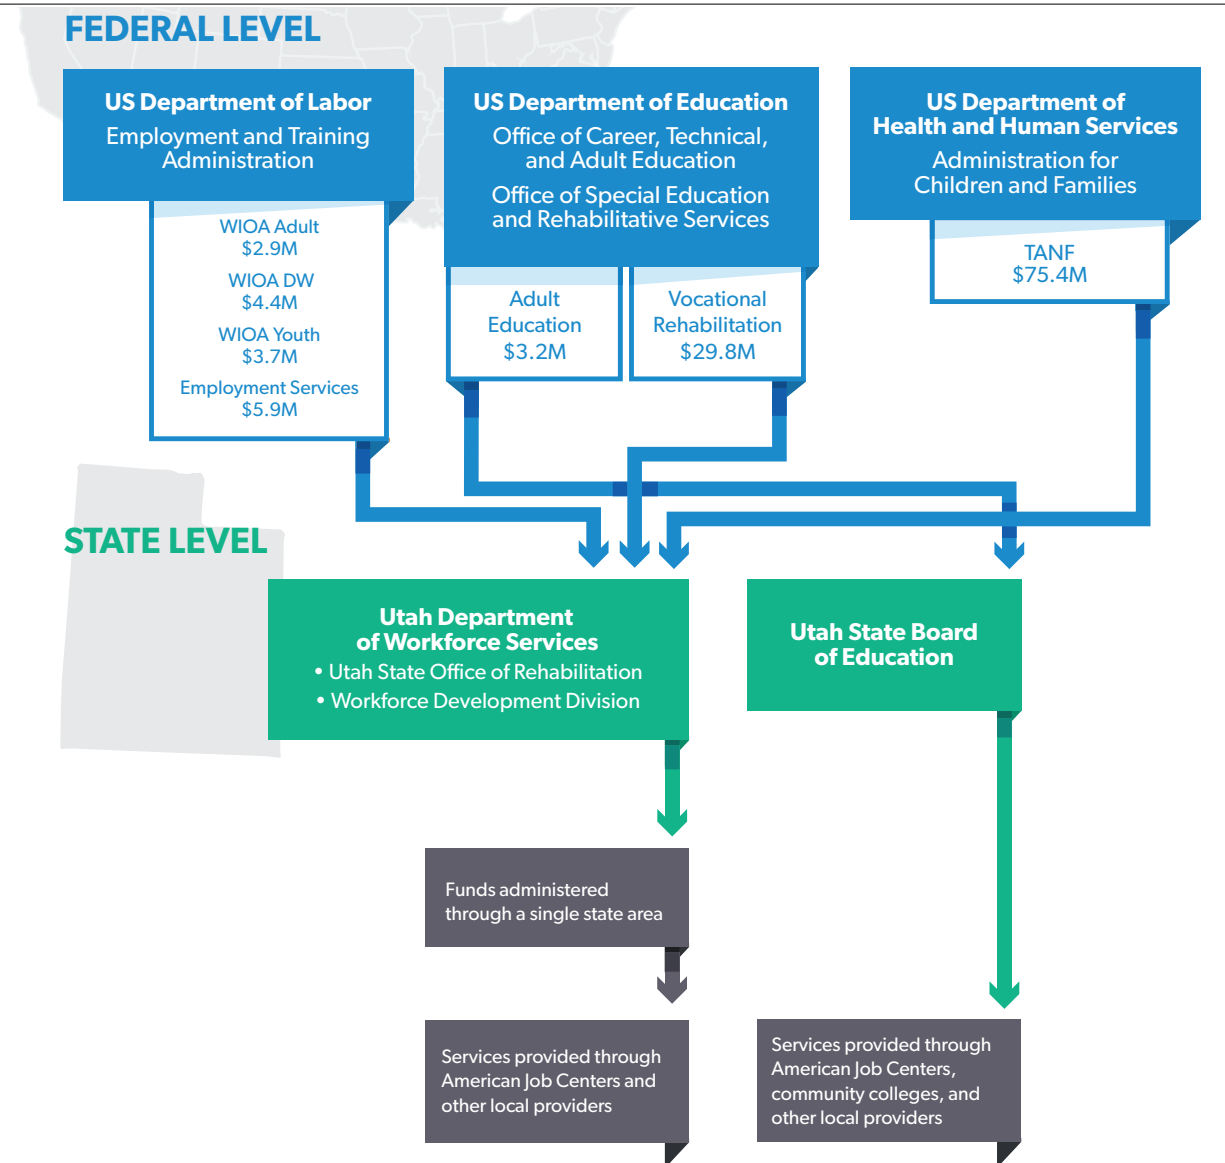 FEDERAL LEVEL
US Department of Labor
Employment and Training
Administration
WIOA Adult
$2.9M
WIOA DW
$4.4M
WIOA Youth
$3.7M
Employment Services
$5.9M
US Department of Education
Office of Career, Technical,
and Adult Education
Office of Special Education
and Rehabilitative Services
Adult
Education
$3.2M
Vocational
Rehabilitation
$29.8M
US Department of
Health and Human Services
Administration for
Children and Families
TANF
$75.4M
STATE LEVEL
Utah Department
of Workforce Services
• Utah State Office of Rehabilitation
• Workforce Development Division
Utah State Board
of Education
Funds administered
through a single state area
Services provided through
American Job Centers and
other local providers
Services provided through
American Job Centers,
community colleges, and
other local providers